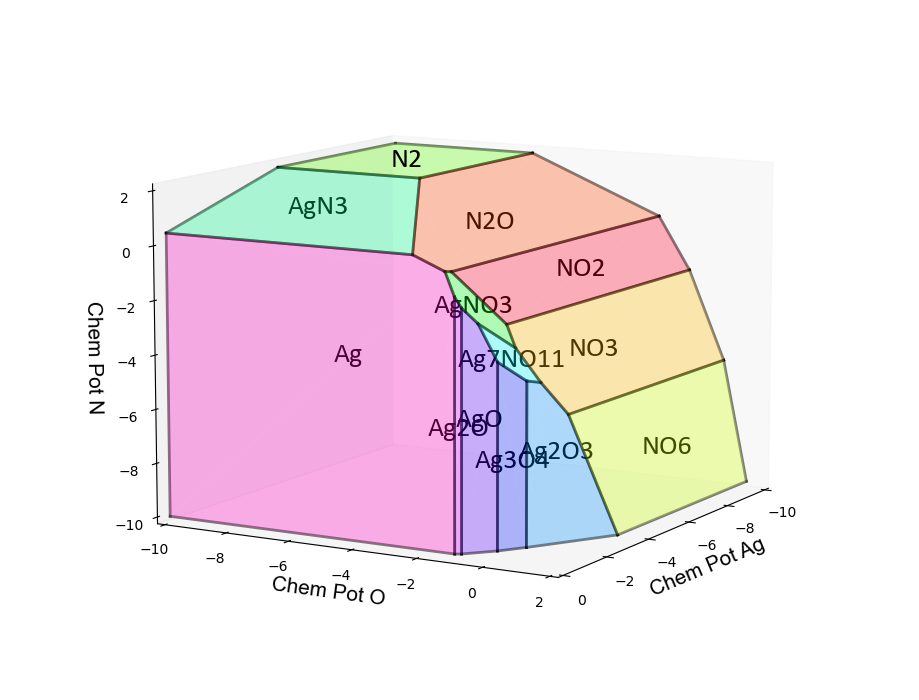 N2
AgN3
N2O
NO2
AgNO3
NO3
Ag7NO11
Ag
AgO
Ag2O
Ag3O4
Ag2O3
NO6
2
0
−2
−4
−6
−8
−10
Chem Pot N
−10
−8
−6
−4
−2
0
2
Chem Pot O
0
−2
−4
−6
−8
−10
Chem Pot Ag